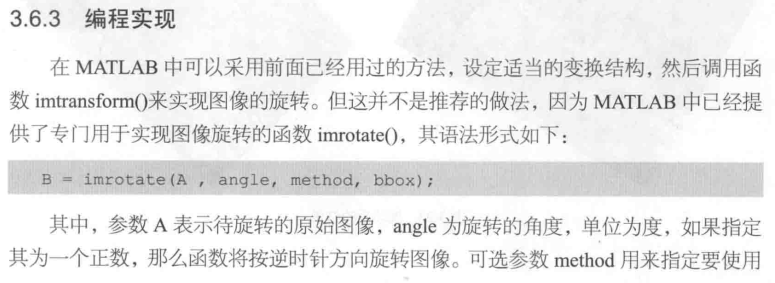 3.6.3 编程实现
在 MATLAB 中可以采用前面已经用过的方法，设定适当的变换结构，然后调用函
数 imtransform()来实现图像的旋转。但这并不是推荐的做法，因为 MATLAB 中已经提
供了专门用于实现图像旋转的函数 imrotate()，其语法形式如下：
B = imrotate(A , angle, method, bbox);
其中，参数 A 表示待旋转的原始图像，angle 为旋转的角度，单位为度，如果指定
其为一个正数，那么函数将按逆时针方向旋转图像。可选参数 method 用来指定要使用